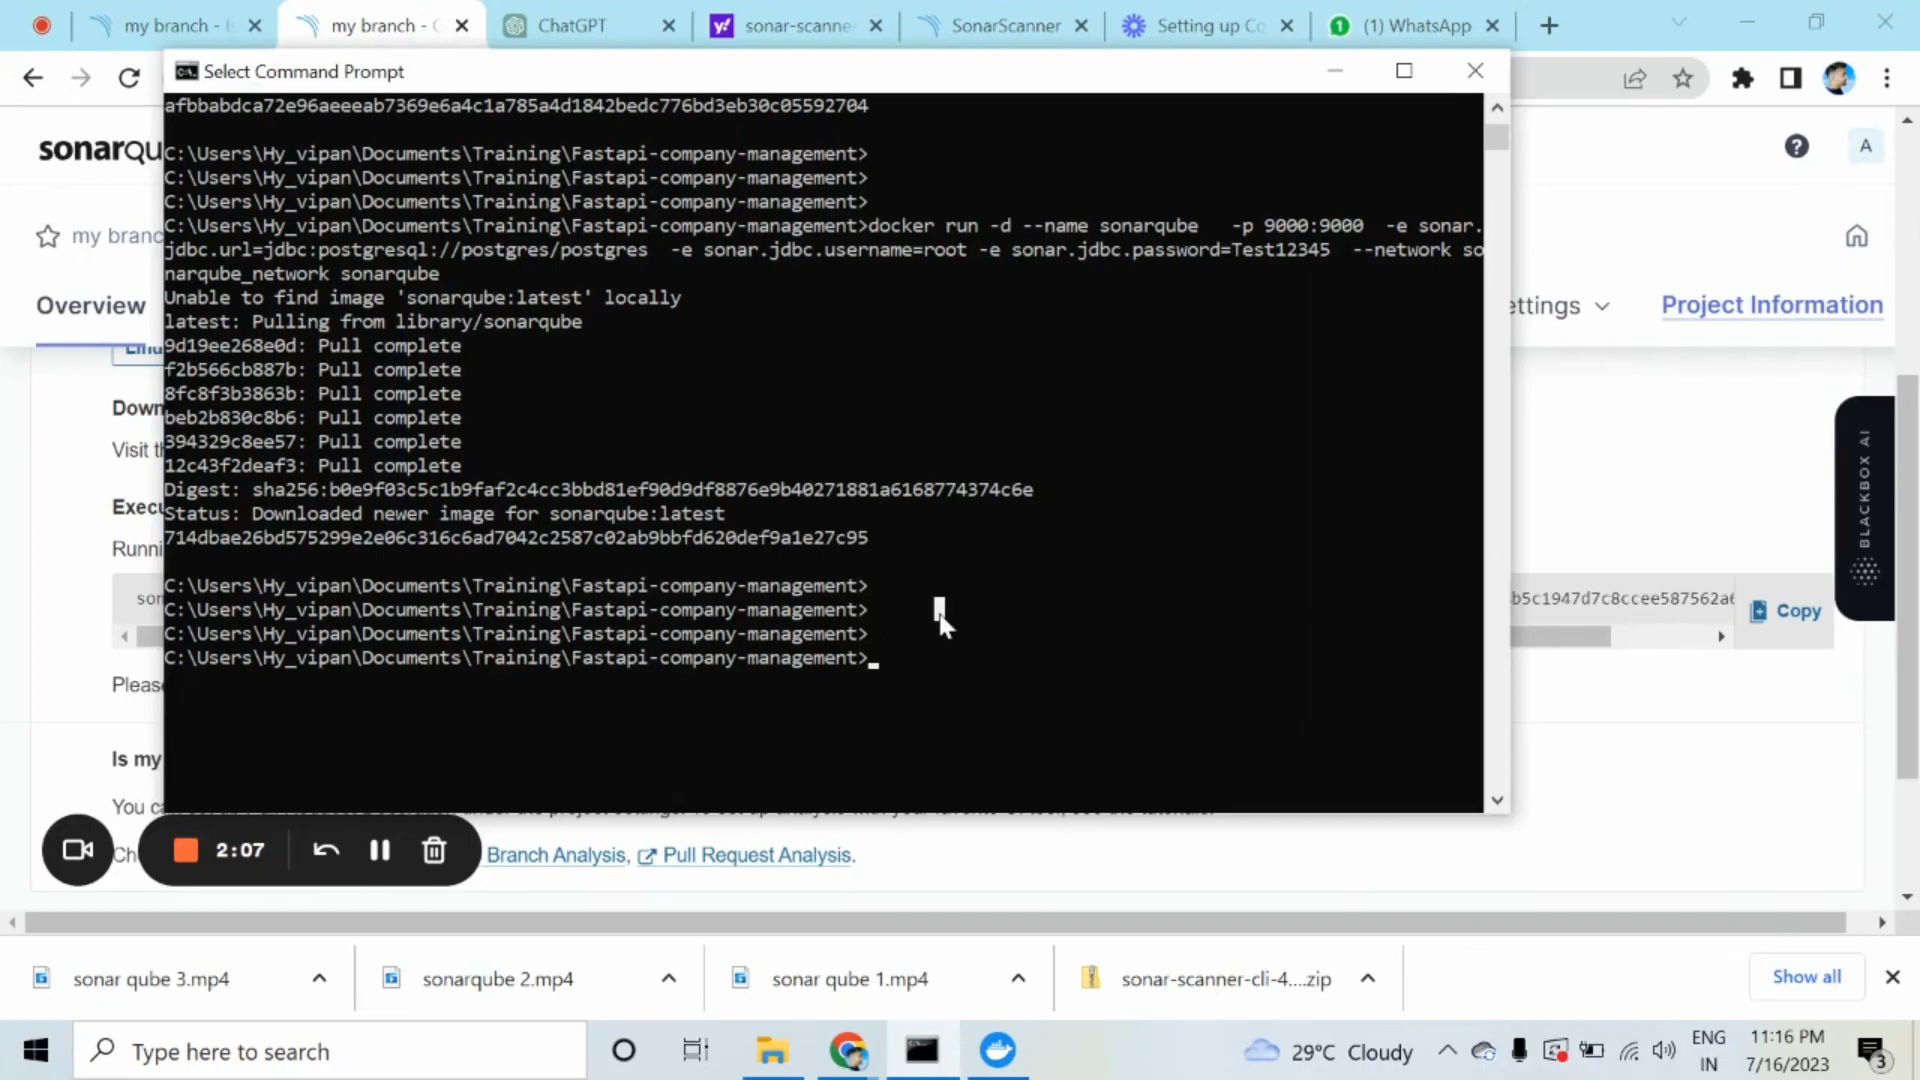 my branch - I
my branch - C
ChatGPT
sonar-scanne
SonarScanner
Setting up Co
(1) WhatsApp
Select Command Prompt
afbbabdca72e96aeeeab7369e6a4c1a785a4d1842bedc776bd3eb30c05592704
C:\Users\Hy_vipan\Documents\Training\Fastapi-company-management>
C:\Users\Hy_vipan\Documents\Training\Fastapi-company-management>
C:\Users\Hy_vipan\Documents\Training\Fastapi-company-management>
C:\Users\Hy_vipan\Documents\Training\Fastapi-company-management>docker run -d --name sonarqube   -p 9000:9000  -e sonar.
jdbc.url=jdbc:postgresql://postgres/postgres  -e sonar.jdbc.username=root -e sonar.jdbc.password=Test12345  --network so
narqube_network sonarqube
Unable to find image 'sonarqube:latest' locally
latest: Pulling from library/sonarqube
9d19ee268e0d: Pull complete
f2b566cb887b: Pull complete
8fc8f3b3863b: Pull complete
beb2b830c8b6: Pull complete
394329c8ee57: Pull complete
12c43f2deaf3: Pull complete
Digest: sha256:b0e9f03c5c1b9faf2c4cc3bbd81ef90d9df8876e9b40271881a6168774374c6e
Status: Downloaded newer image for sonarqube:latest
714dbae26bd575299e2e06c316c6ad7042c2587c02ab9bbfd620def9a1e27c95
C:\Users\Hy_vipan\Documents\Training\Fastapi-company-management>
C:\Users\Hy_vipan\Documents\Training\Fastapi-company-management>
C:\Users\Hy_vipan\Documents\Training\Fastapi-company-management>
C:\Users\Hy_vipan\Documents\Training\Fastapi-company-management>
sonarqu
A
my branc
Overview
ettings
Project Information
Down
Visit th
Execu
Runni
son
b5c1947d7c8ccee587562a6
Copy
BLACKBOX AI
Pleas
Is my
You ca
Ch
Branch Analysis, Pull Request Analysis.
2:07
sonar qube 3.mp4
sonarqube 2.mp4
sonar qube 1.mp4
sonar-scanner-cli-4....zip
Show all
Type here to search
29°C Cloudy
ENG
IN
11:16 PM
7/16/2023
3